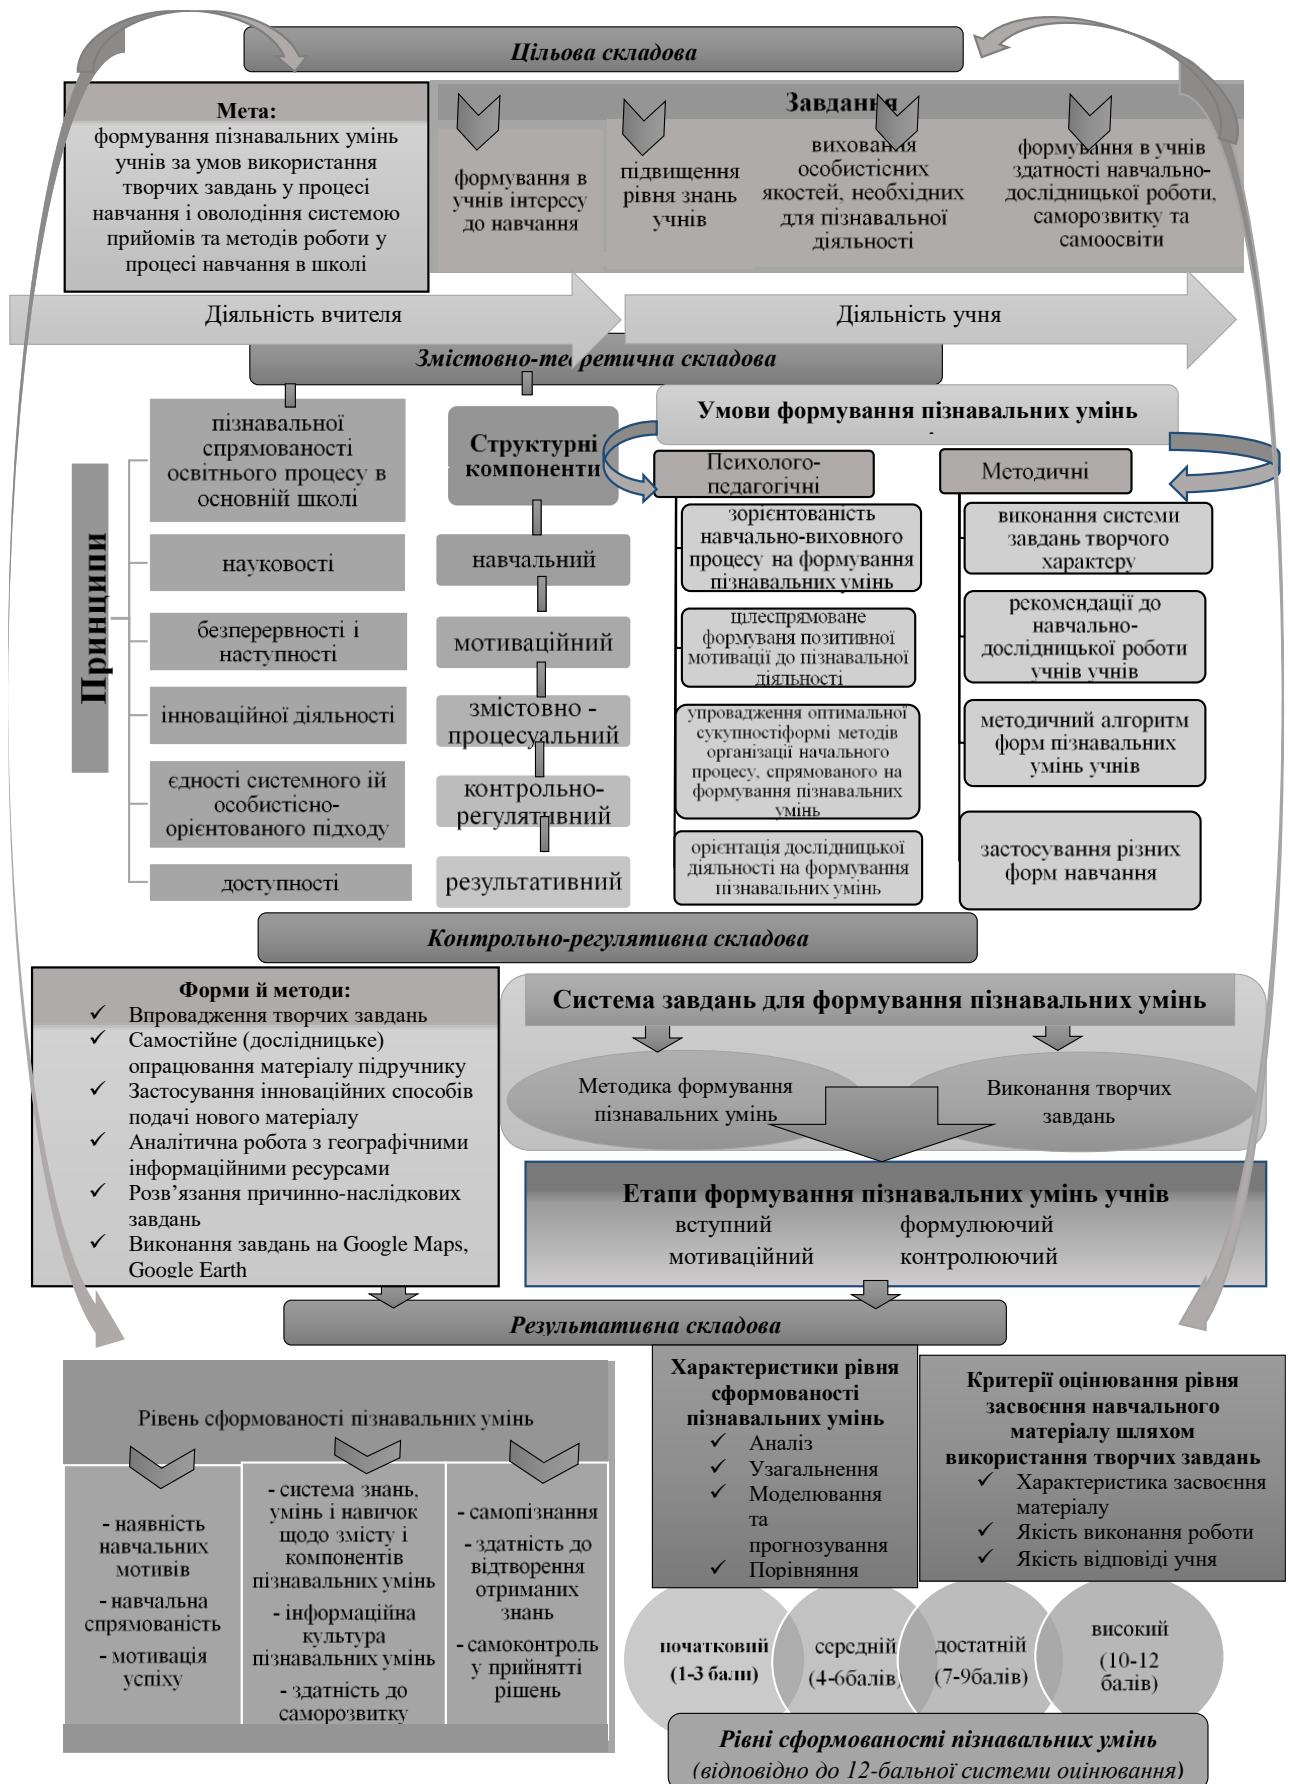 Цільова складова
Мета:
формування пізнавальних умінь
учнів за умов використання
творчих завдань у процесі
навчання і оволодіння системою
прийомів та методів роботи у
процесі навчання в школі
Завдання
формування в
учнів інтересу
до навчання
підвищення
рівня знань
учнів
виховання
особистісних
якостей, необхідних
для пізнавальної
діяльності
формування в учнів
здатності навчально-
дослідницької роботи,
саморозвитку та
самоосвіти
Діяльність вчителя
Діяльність учня
Змістовно-теоретична складова
Принципи
пізнавальної
спрямованості
освітнього процесу в
основній школі
науковості
безперервності і
наступності
інноваційної діяльності
єдності системного ій
особистісно-
орієнтованого підходу
доступності
Структурні
компоненти
навчальний
мотиваційний
змістовно -
процесуальний
контрольно-
регулятивний
результативний
Умови формування пізнавальних умінь
Психолого-
педагогічні
зорієнтованість
навчально-виховного
процесу на формування
пізнавальних умінь
цілеспрямоване
формуваня позитивної
мотивації до пізнавальної
діяльності
упровадження оптимальної
сукупностіформі методів
організації начального
процесу, спрямованого на
формування пізнавальних
умінь
орієнтація дослідницької
діяльності на формування
пізнавальних умінь
Методичні
виконання системи
завдань творчого
характеру
рекомендації до
навчально-
дослідницької роботи
учнів учнів
методичний алгоритм
форм пізнавальних
умінь учнів
застосування різних
форм навчання
Контрольно-регулятивна складова
Форми й методи:
✓ Впровадження творчих завдань
✓ Самостійне (дослідницьке)
опрацювання матеріалу підручнику
✓ Застосування інноваційних способів
подачі нового матеріалу
✓ Аналітична робота з географічними
інформаційними ресурсами
✓ Розв’язання причинно-наслідкових
завдань
✓ Виконання завдань на Google Maps,
Google Earth
Система завдань для формування пізнавальних умінь
Методика формування
пізнавальних умінь
Виконання творчих
завдань
Етапи формування пізнавальних умінь учнів
вступний формулюючий
мотиваційний контролюючий
Результативна складова
Рівень сформованості пізнавальних умінь
- наявність
навчальних
мотивів
- навчальна
спрямованість
- мотивація
успіху
- система знань,
умінь і навичок
щодо змісту і
компонентів
пізнавальних умінь
- інформаційна
культура
пізнавальних умінь
- здатність до
саморозвитку
- самопізнання
- здатність до
відтворення
отриманих
знань
- самоконтроль
у прийнятті
рішень
Характеристики рівня
сформованості
пізнавальних умінь
✓ Аналіз
✓ Узагальнення
✓ Моделювання
та
прогнозування
✓ Порівняння
Критерії оцінювання рівня
засвоєння навчального
матеріалу шляхом
використання творчих завдань
✓ Характеристика засвоєння
матеріалу
✓ Якість виконання роботи
✓ Якість відповіді учня
початковий
(1-3 бали)
середній
(4-6балів)
достатній
(7-9балів)
високий
(10-12
балів)
Рівні сформованості пізнавальних умінь
(відповідно до 12-бальної системи оцінювання)